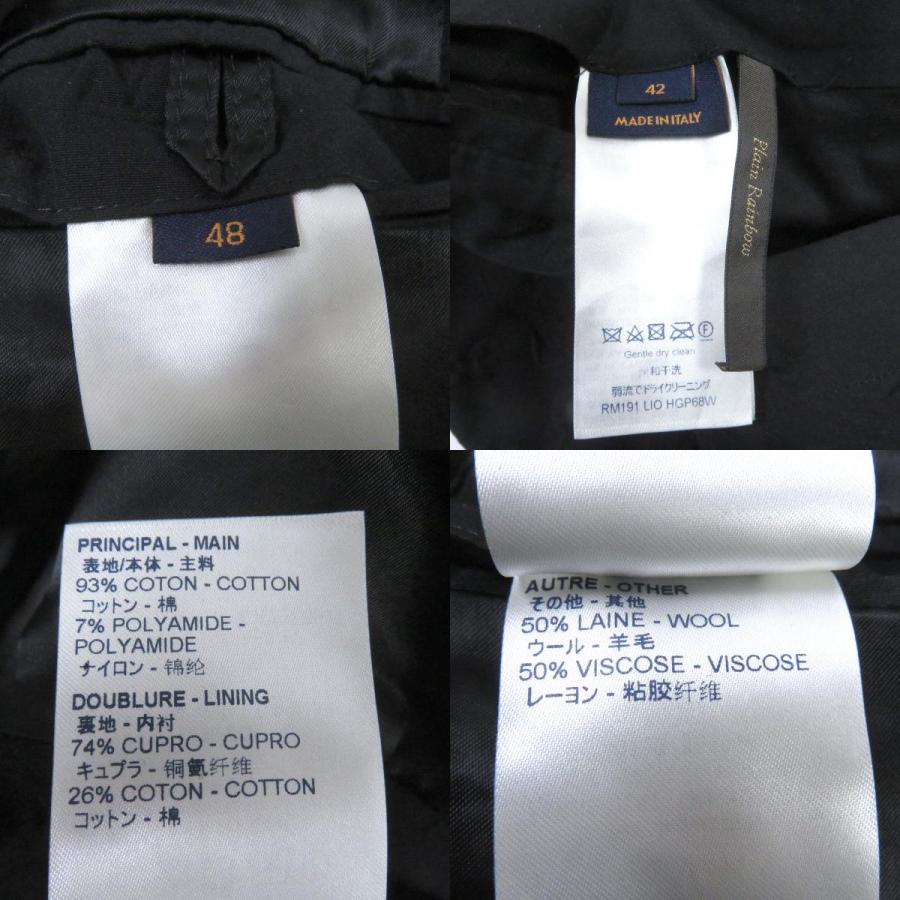 48
42
MADE IN ITALY
Plain Rainbow
Gentle dry clean
和干洗
弱流でドライクリーニング
RM191 LIO HGP68W
PRINCIPAL - MAIN
表地/本体 - 主料
93% COTON - COTTON
コットン - 棉
7% POLYAMIDE -
POLYAMIDE
ナイロン - 锦纶
DOUBLURE - LINING
裏地 - 内衬
74% CUPRO - CUPRO
キュプラ - 铜氨纤维
26% COTON - COTTON
コットン - 棉
AUTRE - OTHER
その他 - 其他
50% LAINE - WOOL
ウール - 羊毛
50% VISCOSE - VISCOSE
レーヨン - 粘胶纤维